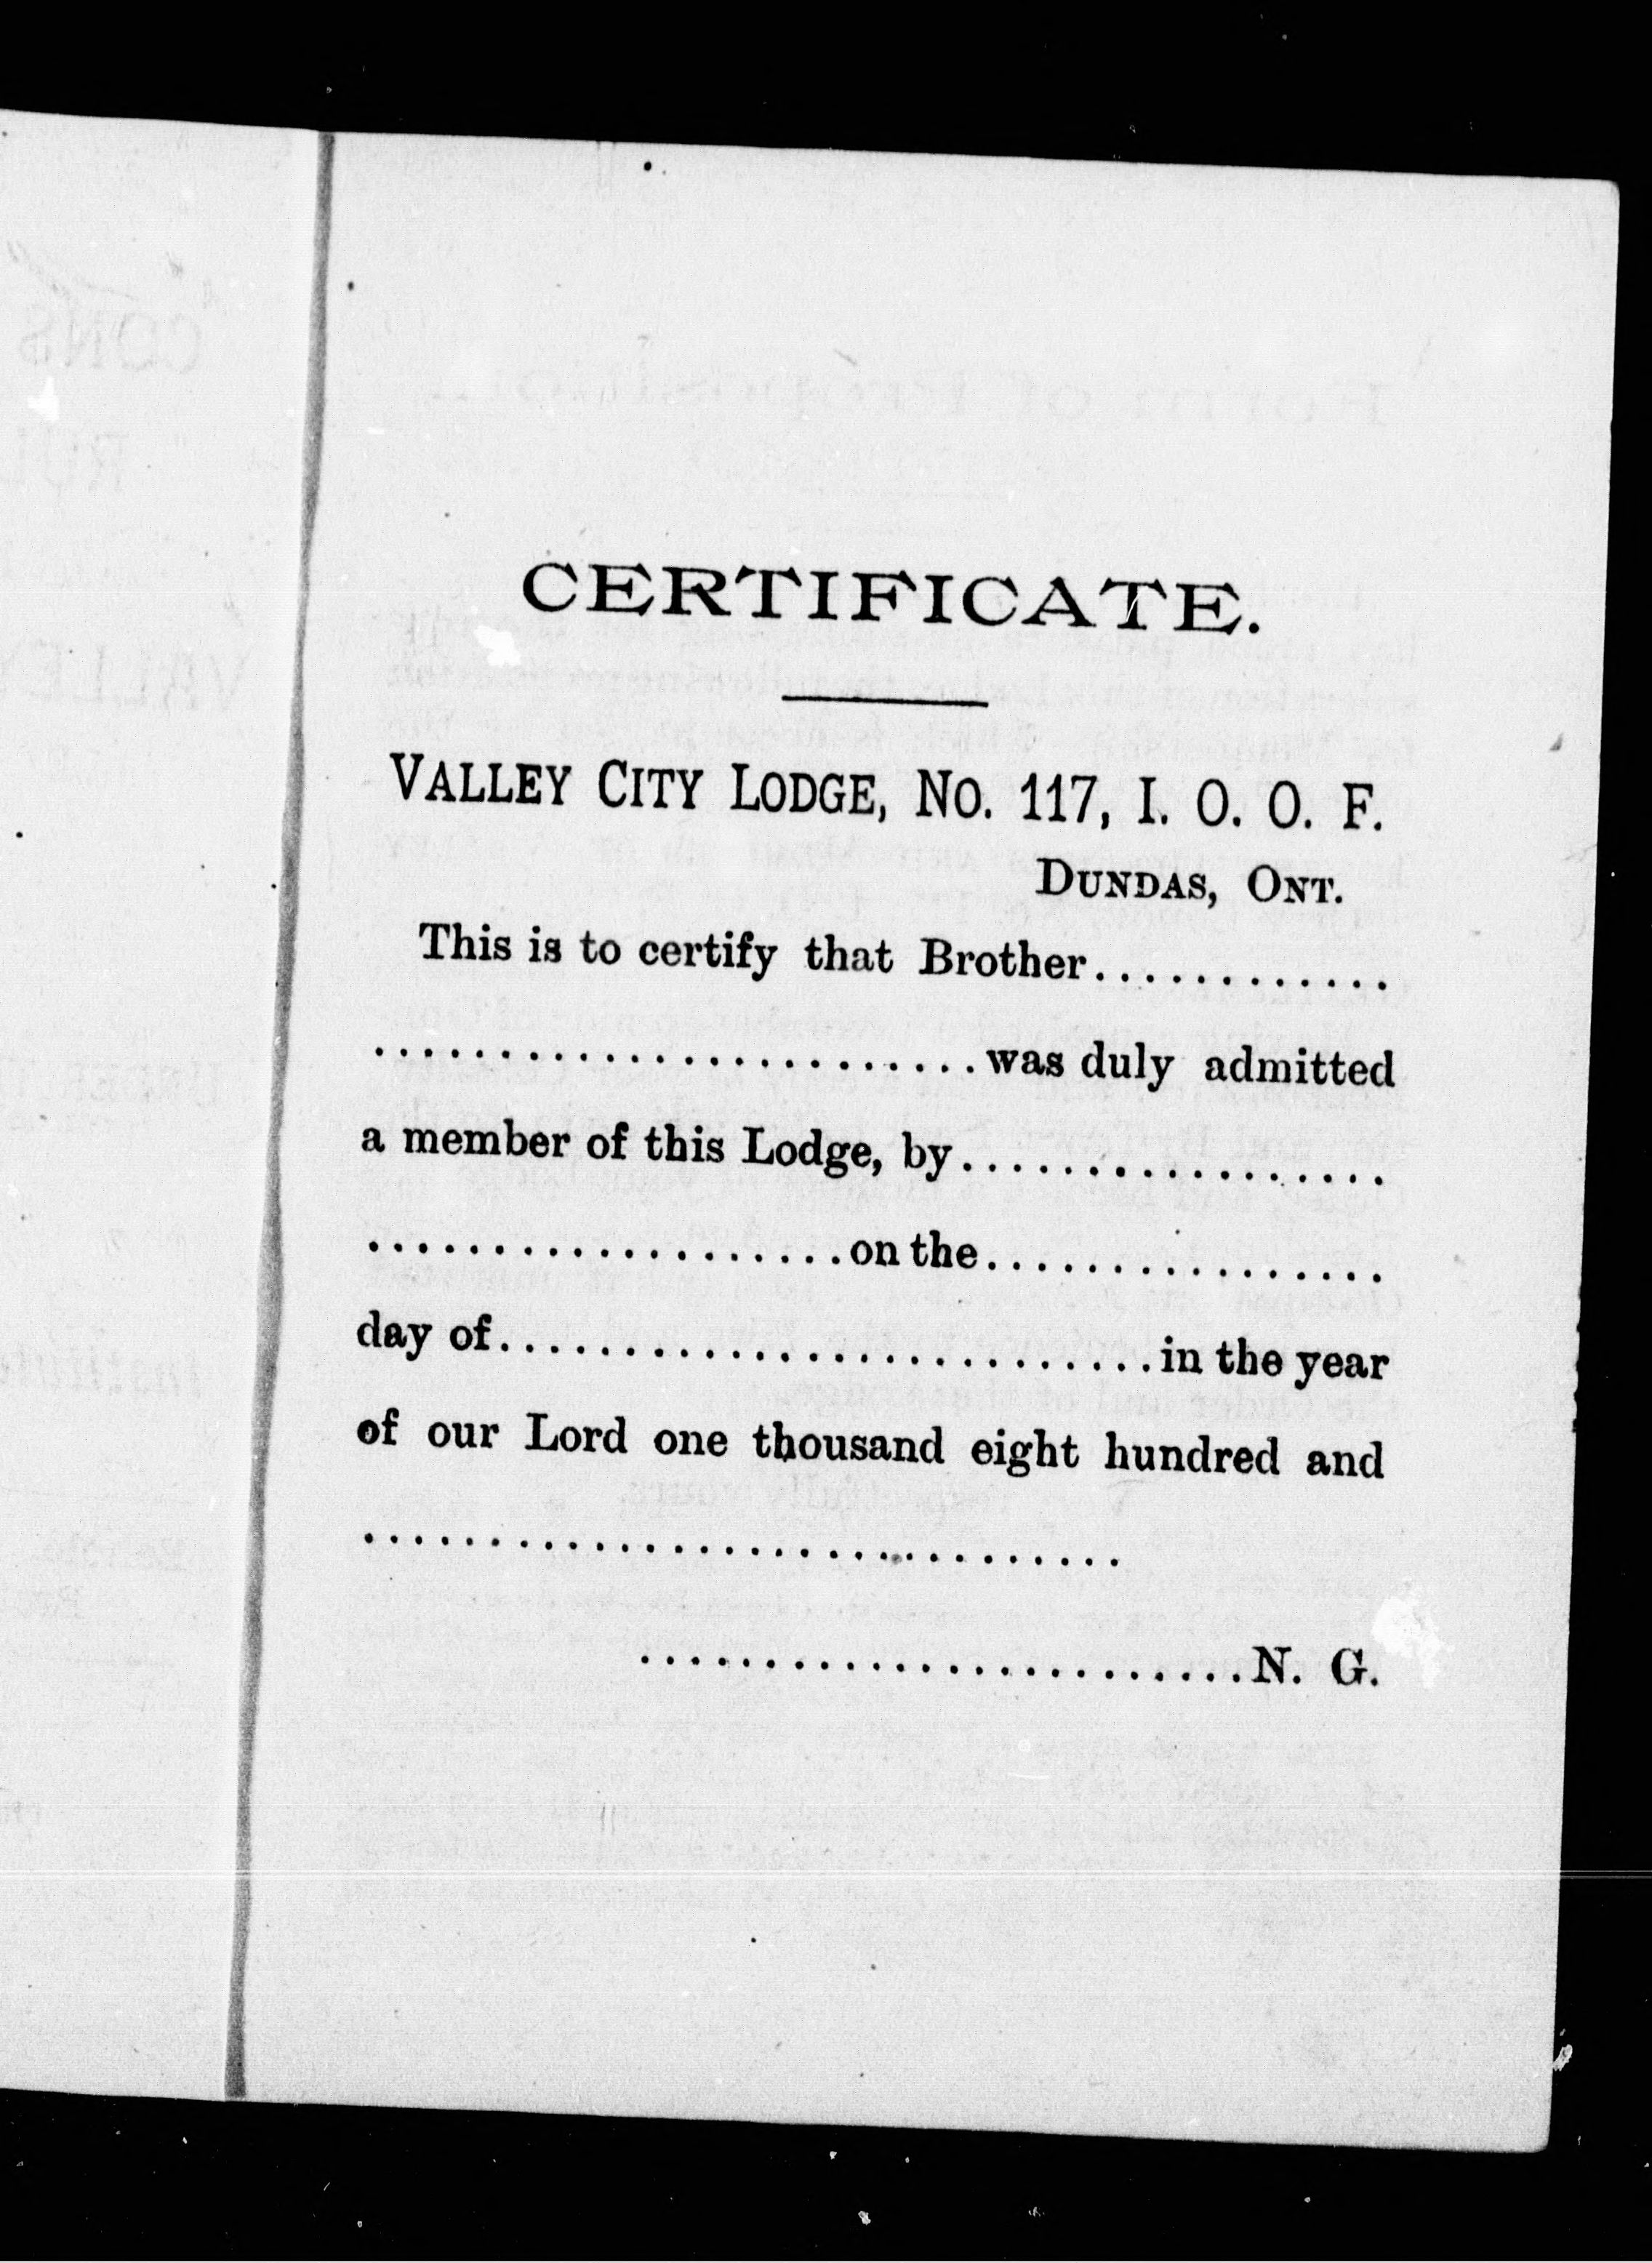 CERTIFICATE.
VALLEY CITY LODGE, NO. 117, I. O. O. F.
DUNDAS, ONT.
This is to certify that Brother.............
........................was duly admitted
a member of this Lodge, by.................
...................on the................
day of..........................in the year
of our Lord one thousand eight hundred and
..............................
........................N. G.